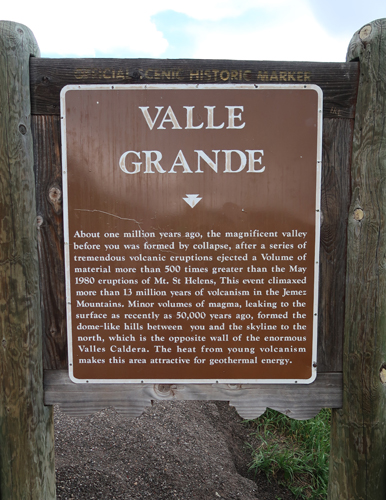 OFFICIAL SCENIC HISTORIC MARKER
VALLE
GRANDE
About one million years ago, the magnificent valley
before you was formed by collapse, after a series of
tremendous volcanic eruptions ejected a Volume of
material more than 500 times greater than the May
1980 eruptions of Mt. St Helens. This event climaxed
more than 13 million years of volcanism in the Jemez
Mountains. Minor volumes of magma, leaking to the
surface as recently as 50,000 years ago, formed the
dome-like hills between you and the skyline to the
north, which is the opposite wall of the enormous
Valles Caldera. The heat from young volcanism
makes this area attractive for geothermal energy.